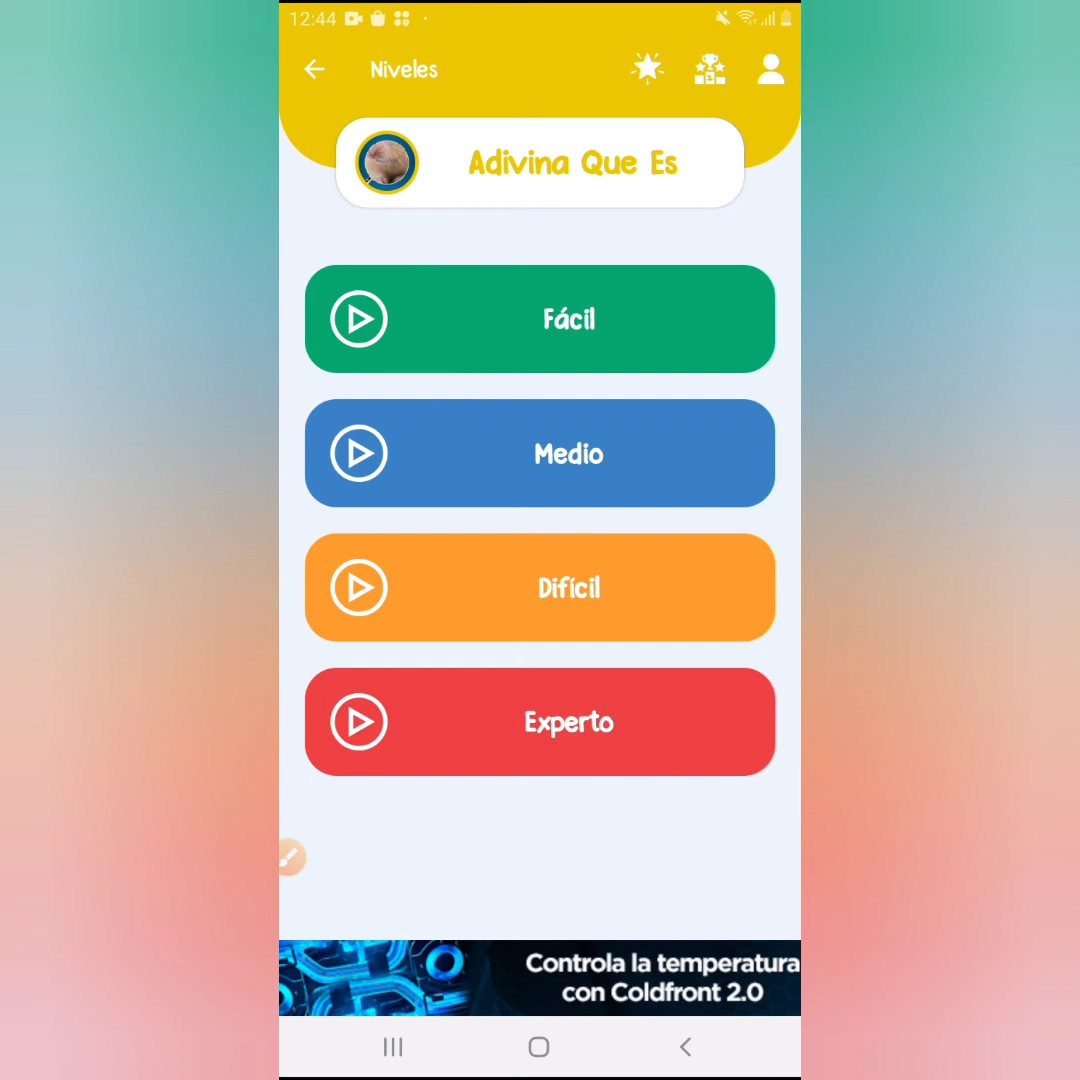 12:44
Niveles
Adivina Que Es
Fácil
Medio
Difícil
Experto
Controla la temperatura
con Coldfront 2.0